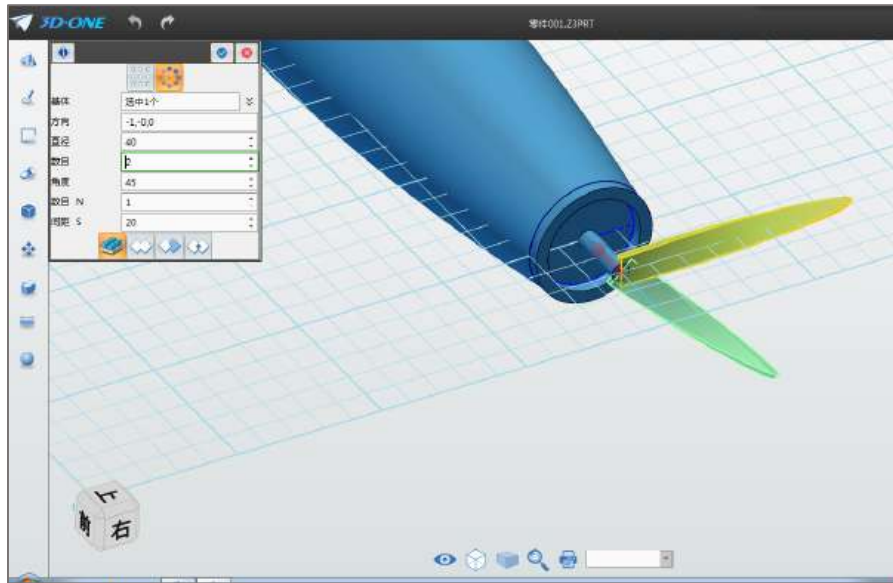 3D·ONE
零件001.Z3PRT
基体 选中1个
方向 -1,-0,0
直径 40
数目 2
角度 45
数目 N 1
间距 S 20
上
前
右